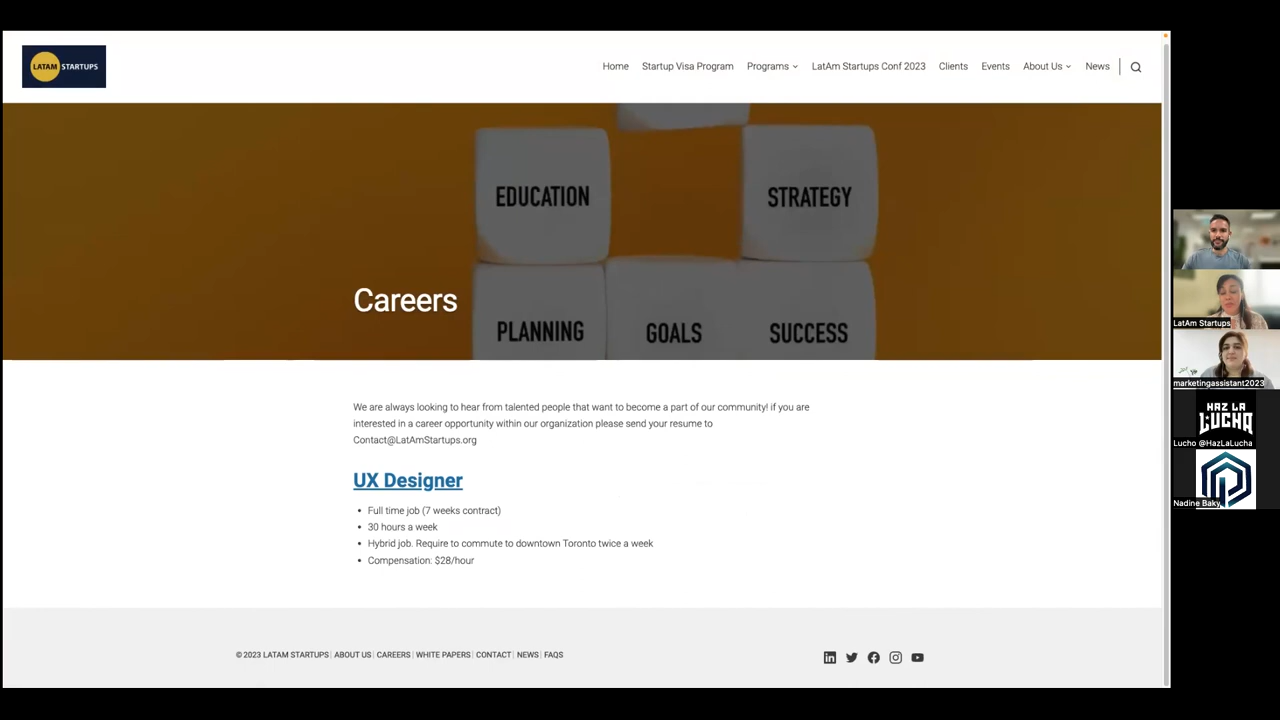 LATAM STARTUPS
Home
Startup Visa Program
Programs
LatAm Startups Conf 2023
Clients
Events
About Us
News
EDUCATION
STRATEGY
Careers
PLANNING
GOALS
SUCCESS
We are always looking to hear from talented people that want to become a part of our community! if you are
interested in a career opportunity within our organization please send your resume to
Contact@LatAmStartups.org
UX Designer
• Full time job (7 weeks contract)
• 30 hours a week
• Hybrid job. Require to commute to downtown Toronto twice a week
• Compensation: $28/hour
© 2023 LATAM STARTUPS| ABOUT US| CAREERS| WHITE PAPERS| CONTACT| NEWS| FAQS
LatAm Startups
marketingassistant2023
HAZ LA
LUCHA
Lucho @HazLaLucha
Nadine Baky